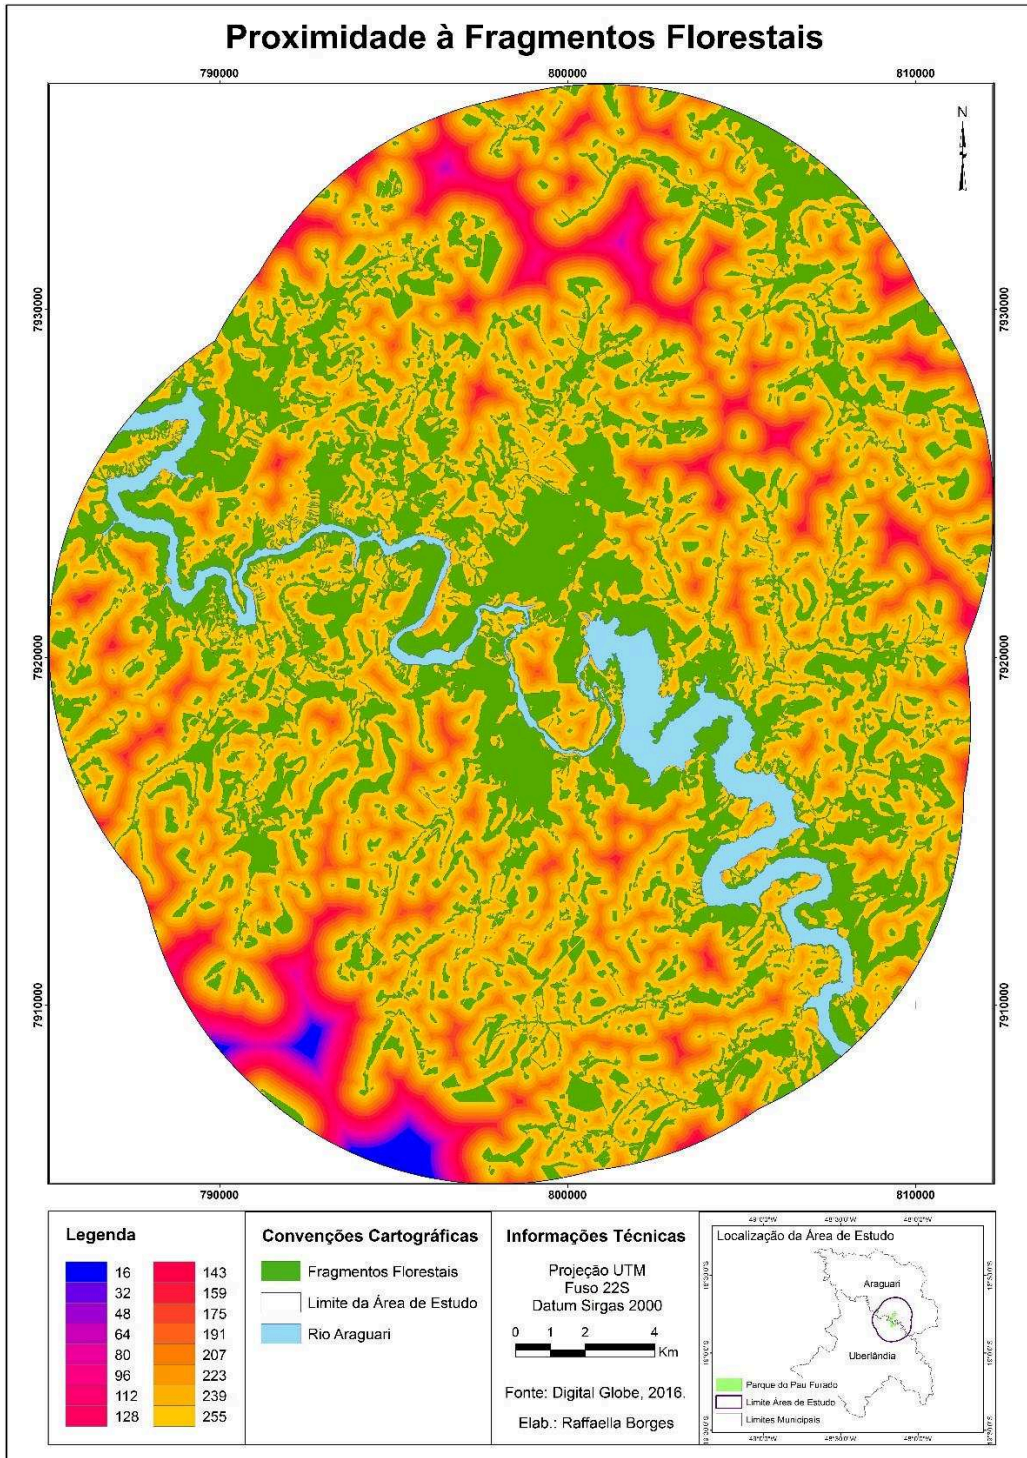 Proximidade à Fragmentos Florestais
790000 800000 810000
N
7930000 7930000
7920000 7920000
7910000 7910000
790000 800000 810000
Legenda
16 143
32 159
48 175
64 191
80 207
96 223
112 239
128 255
Convenções Cartográficas
Fragmentos Florestais
Limite da Área de Estudo
Rio Araguari
Informações Técnicas
Projeção UTM
Fuso 22S
Datum Sirgas 2000
0 1 2 4
Km
Fonte: Digital Globe, 2016.
Elab.: Raffaella Borges
Localização da Área de Estudo
Araguari
Uberlândia
Parque do Pau Furado
Limite Área de Estudo
Limites Municipais